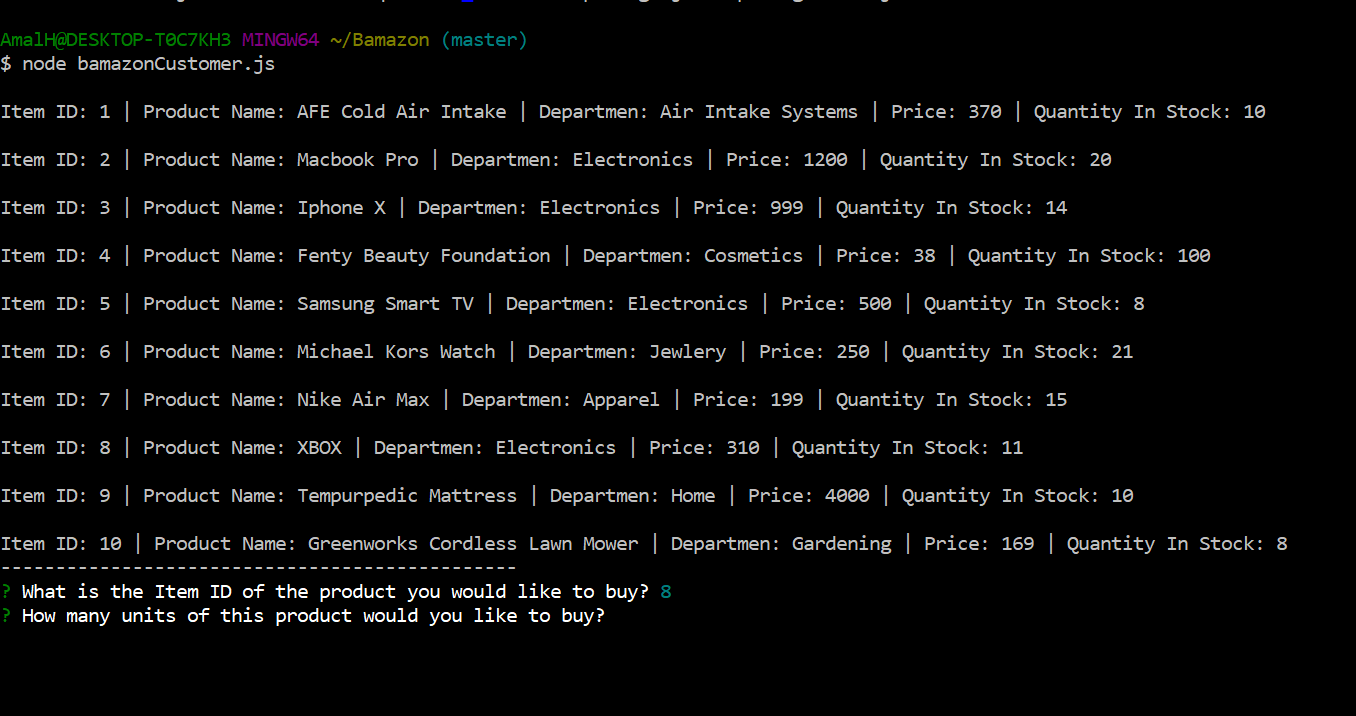 AmalH@DESKTOP-T0C7KH3 MINGW64 ~/Bamazon (master)
$ node bamazonCustomer.js
Item ID: 1 | Product Name: AFE Cold Air Intake | Departmen: Air Intake Systems | Price: 370 | Quantity In Stock: 10
Item ID: 2 | Product Name: Macbook Pro | Departmen: Electronics | Price: 1200 | Quantity In Stock: 20
Item ID: 3 | Product Name: Iphone X | Departmen: Electronics | Price: 999 | Quantity In Stock: 14
Item ID: 4 | Product Name: Fenty Beauty Foundation | Departmen: Cosmetics | Price: 38 | Quantity In Stock: 100
Item ID: 5 | Product Name: Samsung Smart TV | Departmen: Electronics | Price: 500 | Quantity In Stock: 8
Item ID: 6 | Product Name: Michael Kors Watch | Departmen: Jewlery | Price: 250 | Quantity In Stock: 21
Item ID: 7 | Product Name: Nike Air Max | Departmen: Apparel | Price: 199 | Quantity In Stock: 15
Item ID: 8 | Product Name: XBOX | Departmen: Electronics | Price: 310 | Quantity In Stock: 11
Item ID: 9 | Product Name: Tempurpedic Mattress | Departmen: Home | Price: 4000 | Quantity In Stock: 10
Item ID: 10 | Product Name: Greenworks Cordless Lawn Mower | Departmen: Gardening | Price: 169 | Quantity In Stock: 8
-----------------------------------------------
? What is the Item ID of the product you would like to buy? 8
? How many units of this product would you like to buy?